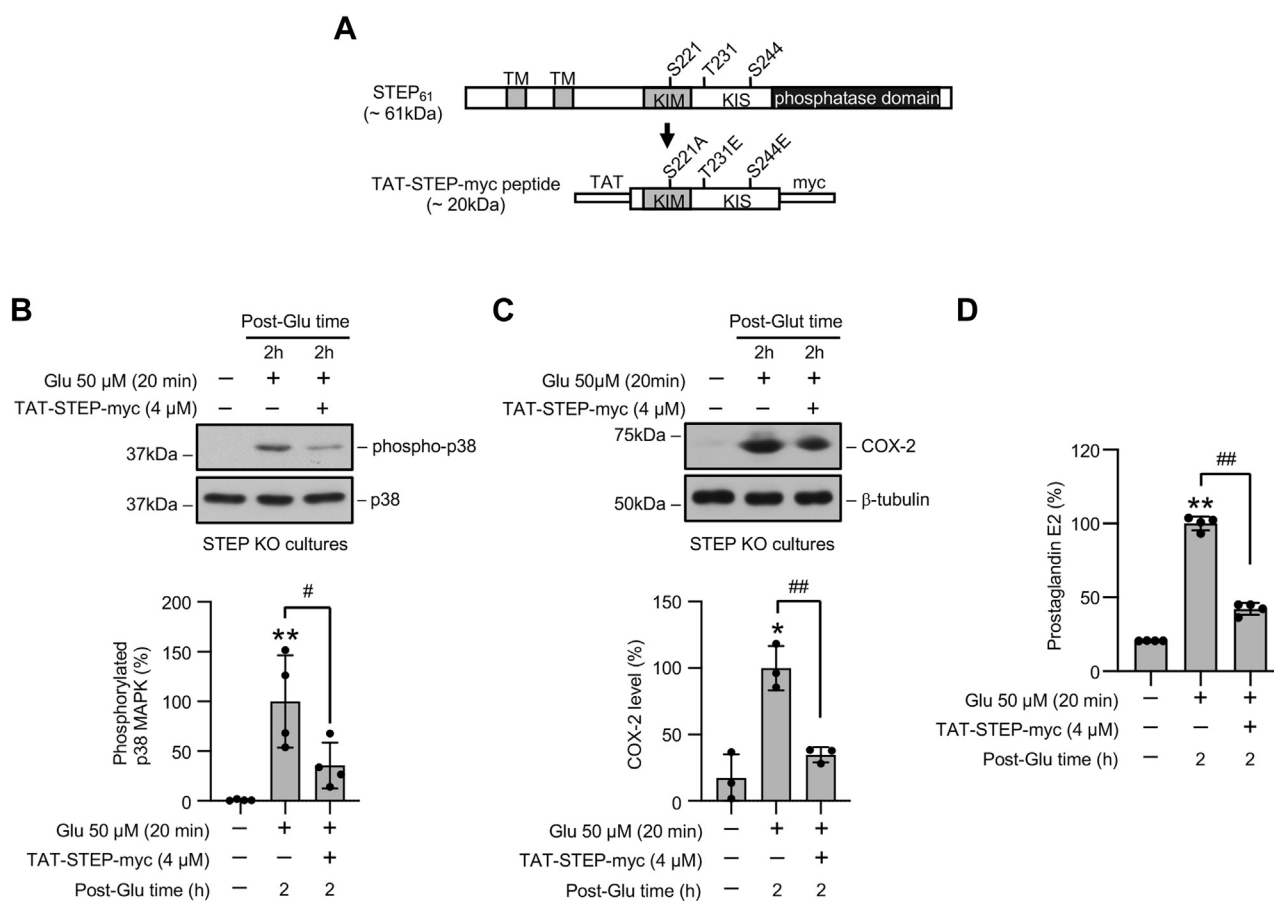 A
S221
T231
S244
TM TM
STEP61
(~ 61kDa)
KIM KIS phosphatase domain
S221A
T231E
S244E
TAT-STEP-myc peptide
(~ 20kDa)
TAT myc
KIM KIS
B
Post-Glu time
2h 2h
Glu 50 µM (20 min) − + +
TAT-STEP-myc (4 µM) − − +
37kDa phospho-p38
37kDa p38
STEP KO cultures
200
150
100
50
0
Phosphorylated
p38 MAPK (%)
**
#
Glu 50 µM (20 min) − + +
TAT-STEP-myc (4 µM) − − +
Post-Glu time (h) − 2 2
C
Post-Glut time
2h 2h
Glu 50µM (20min) − + +
TAT-STEP-myc (4 µM) − − +
75kDa COX-2
50kDa β-tubulin
STEP KO cultures
150
100
50
0
COX-2 level (%)
*
##
Glu 50 µM (20 min) − + +
TAT-STEP-myc (4 µM) − − +
Post-Glu time (h) − 2 2
D
120
100
50
0
Prostaglandin E2 (%)
**
##
Glu 50 µM (20 min) − + +
TAT-STEP-myc (4 µM) − − +
Post-Glu time (h) − 2 2